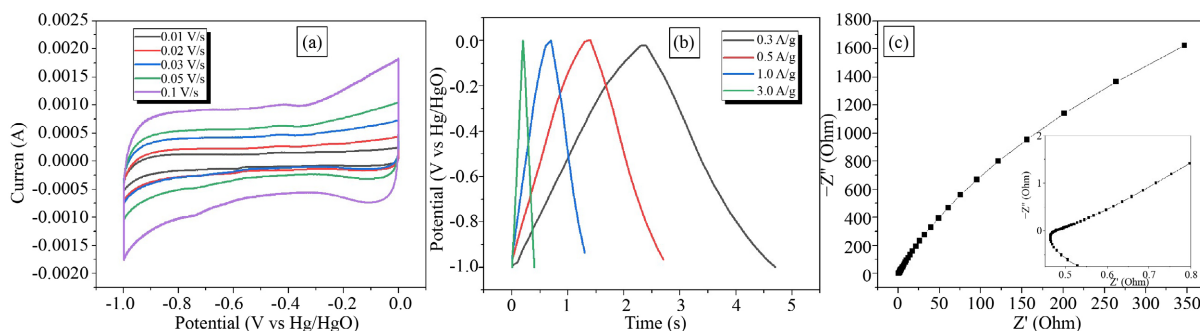 0.0025
0.0020
0.0015
0.0010
0.0005
0.0000
-0.0005
-0.0010
-0.0015
-0.0020
Curren (A)
0.01 V/s
0.02 V/s
0.03 V/s
0.05 V/s
0.1 V/s
(a)
-1.0 -0.8 -0.6 -0.4 -0.2 0.0
Potential (V vs Hg/HgO)
0.0
-0.2
-0.4
-0.6
-0.8
-1.0
Potential (V vs Hg/HgO)
(b)
0.3 A/g
0.5 A/g
1.0 A/g
3.0 A/g
0 1 2 3 4 5
Time (s)
-1800
1600
1400
1200
1000
800
600
400
200
0
−Z'' (Ohm)
(c)
2
1
0
−Z'' (Ohm)
0.5 0.6 0.7 0.8
Z' (Ohm)
0 50 100 150 200 250 300 350
Z' (Ohm)